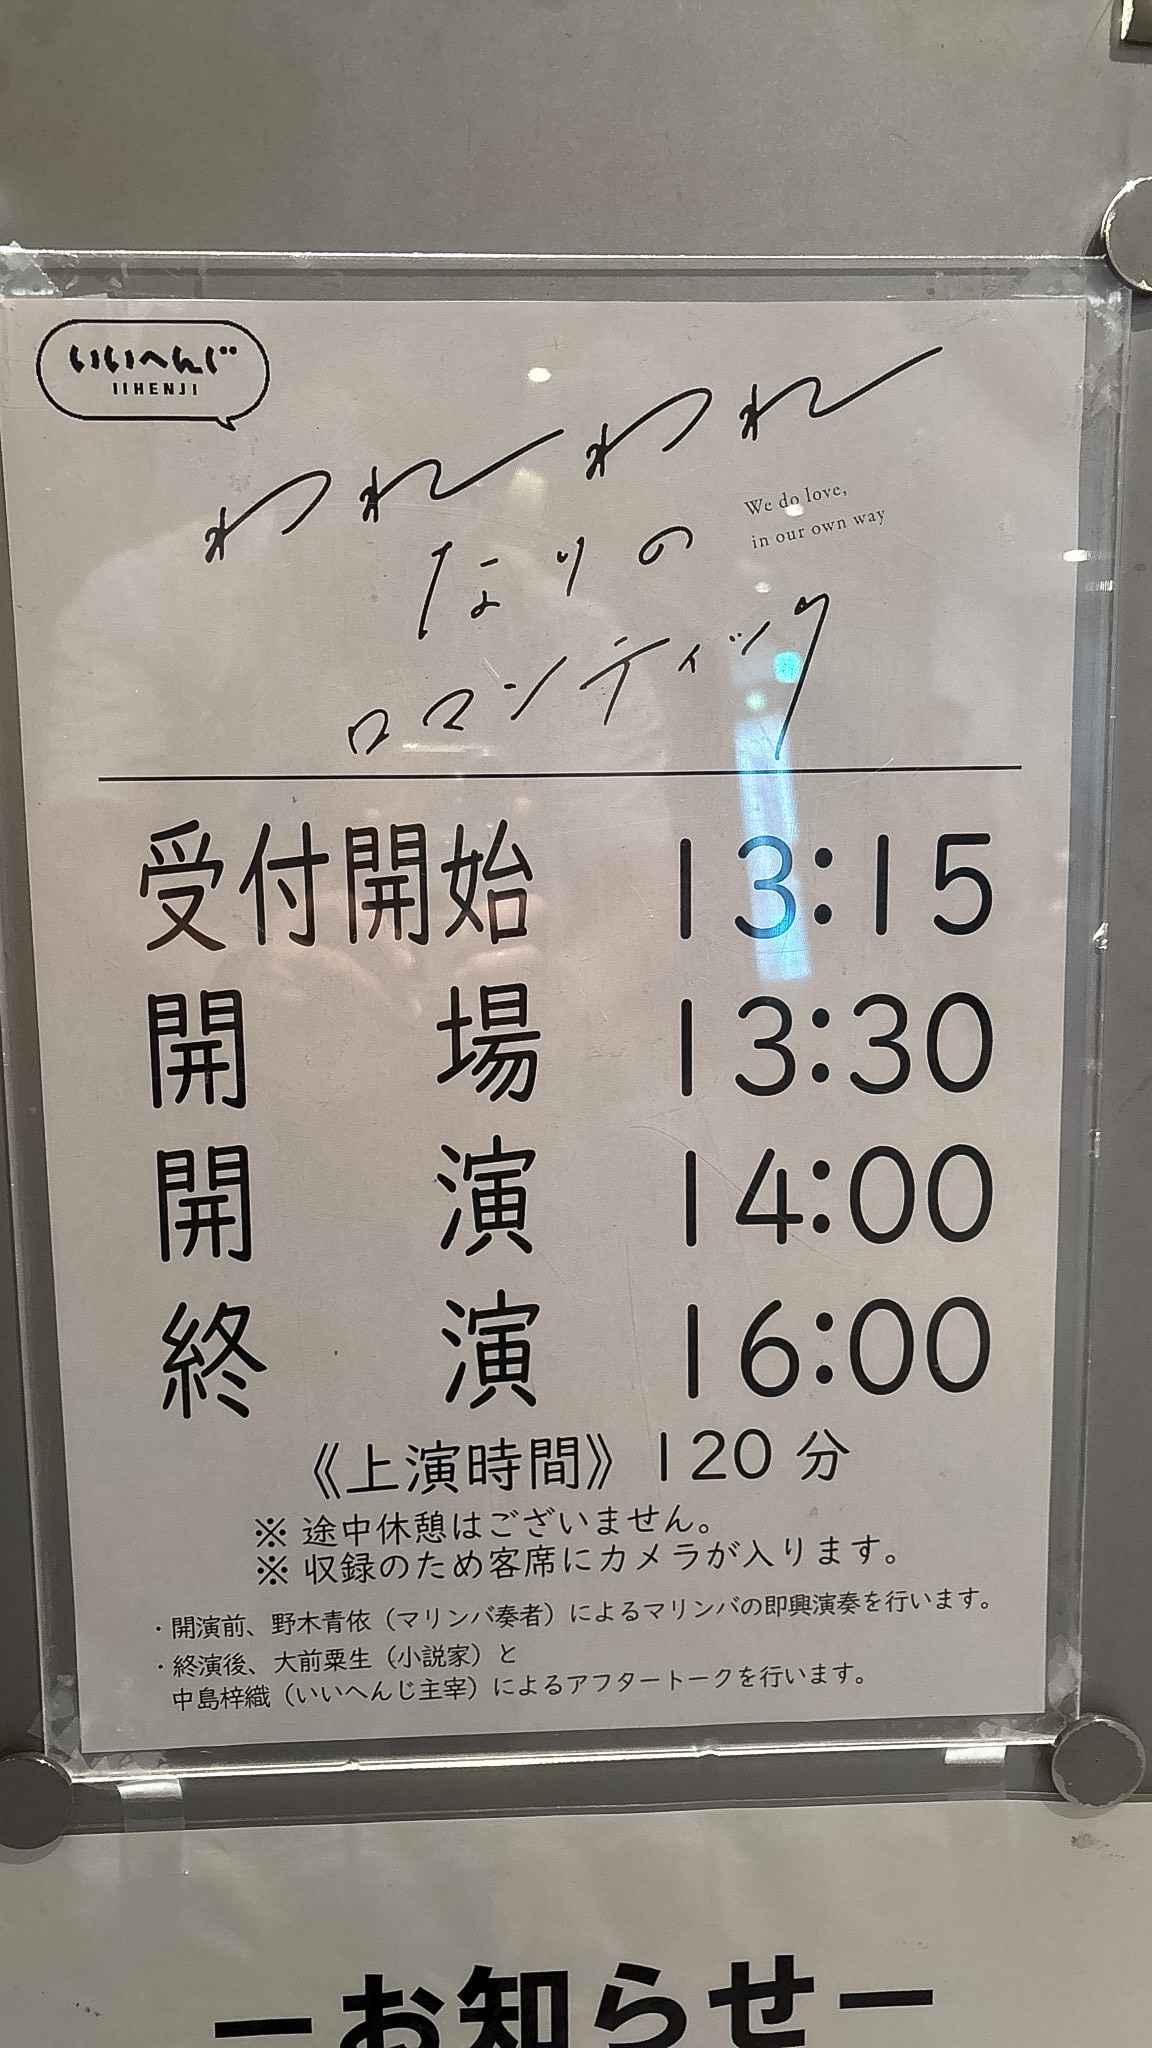 いいへんじ
IIHENJI
われわれ
なりの
We do love,
in our own way
ロマンティック
受付開始 13:15
開場 13:30
開演 14:00
終演 16:00
《上演時間》120分
※ 途中休憩はございません。
※ 収録のため客席にカメラが入ります。
・開演前、野木青依（マリンバ奏者）によるマリンバの即興演奏を行います。
・終演後、大前粟生（小説家）と
中島梓織（いいへんじ主宰）によるアフタートークを行います。
ーお知らせー